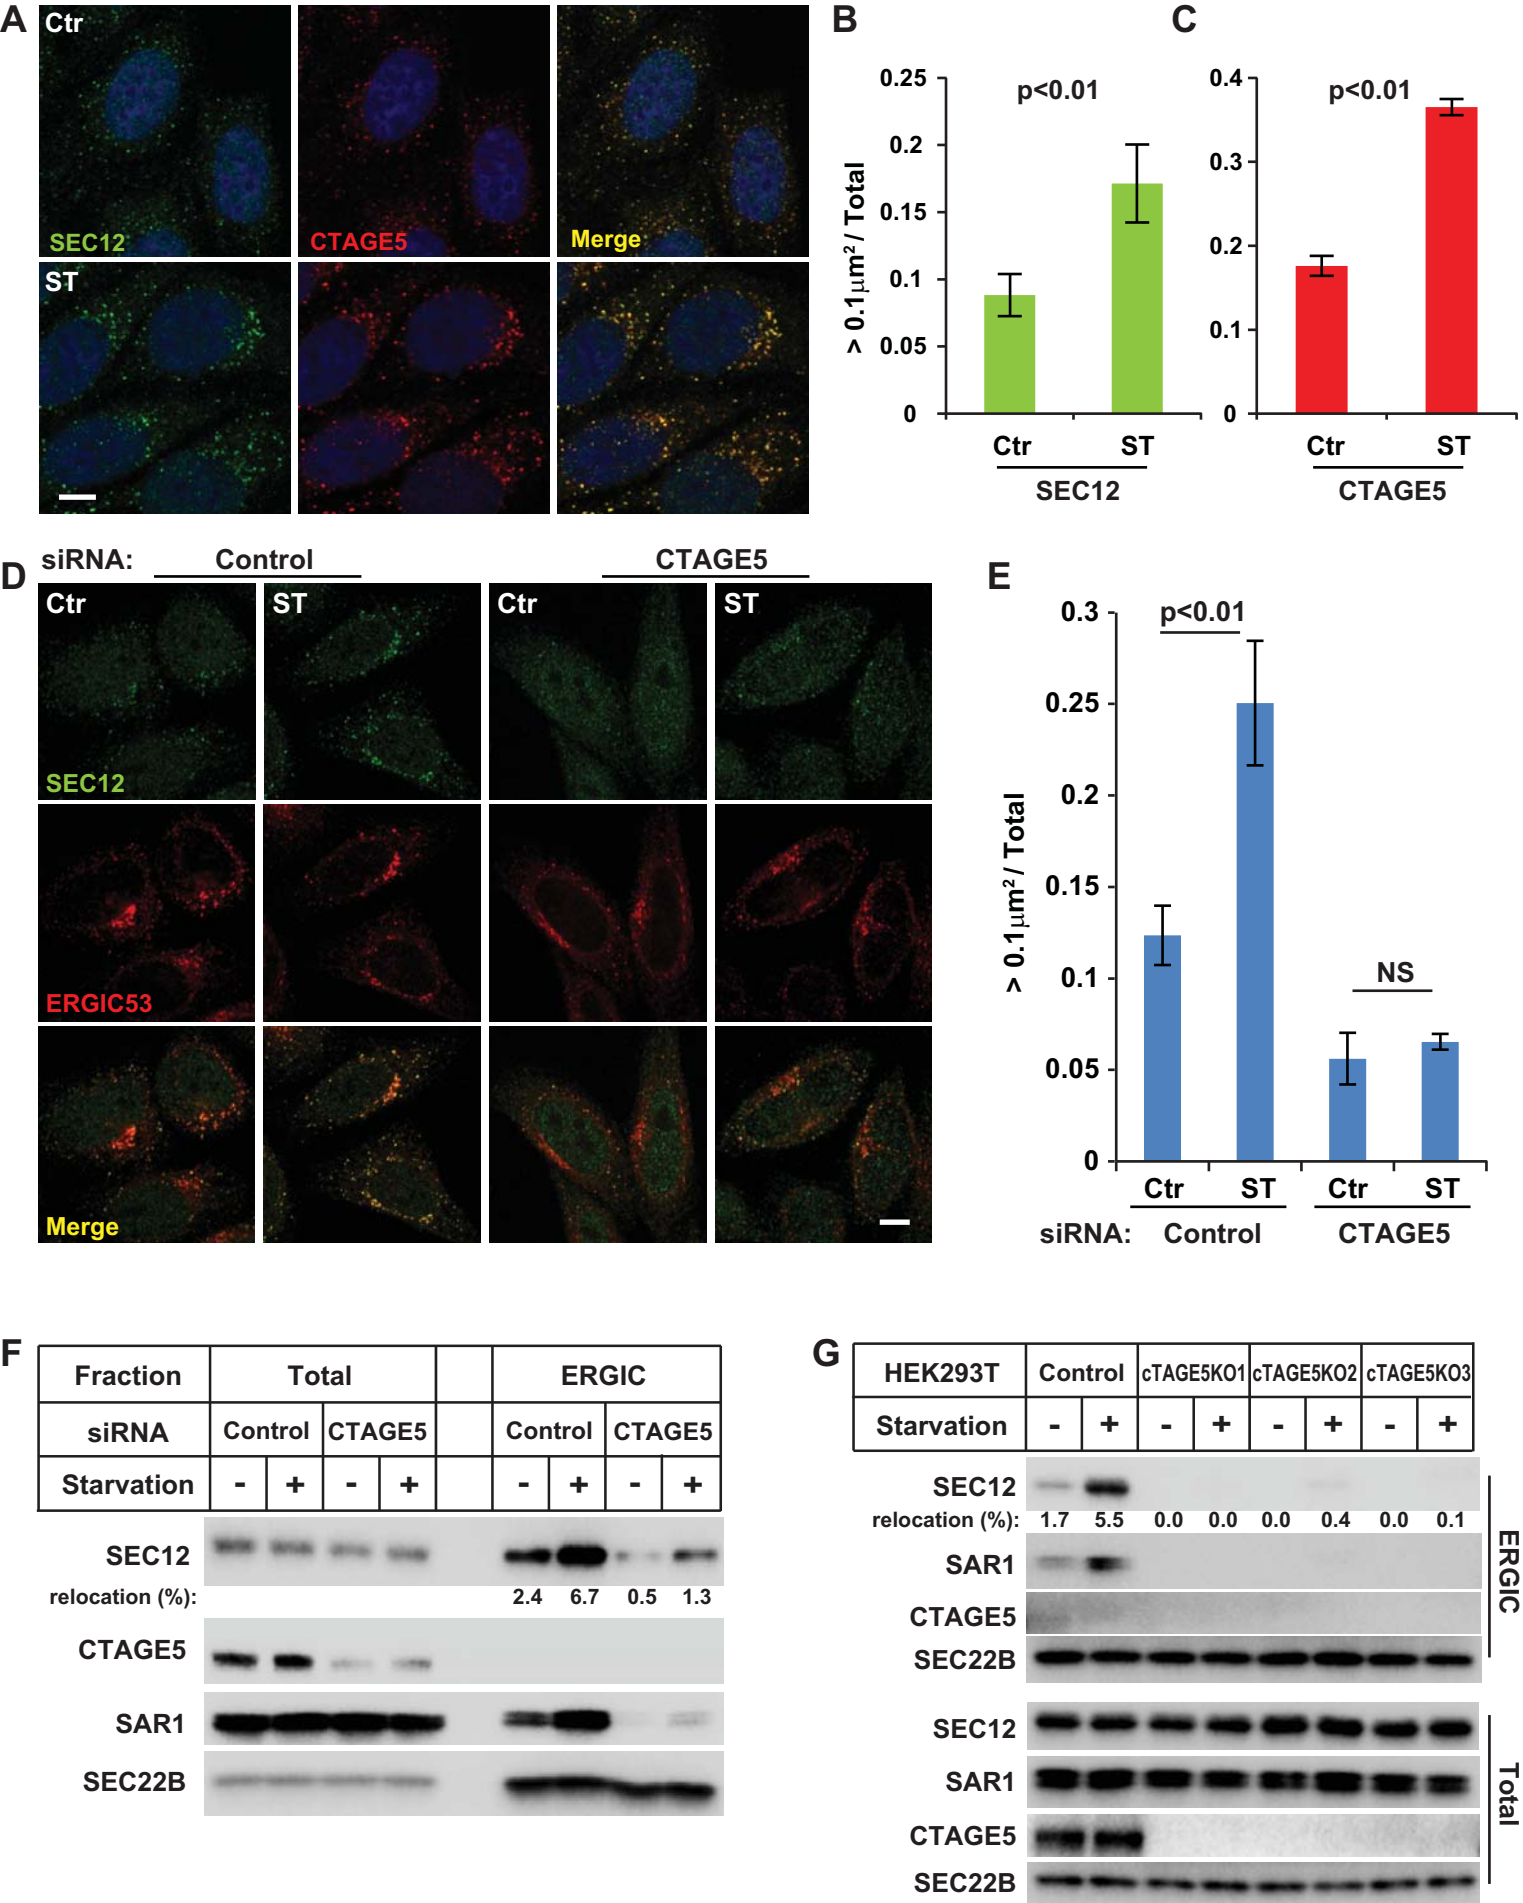 A
Ctr
SEC12
CTAGE5
Merge
ST
B
> 0.1µm² / Total
0.25
0.2
0.15
0.1
0.05
0
p<0.01
Ctr ST
SEC12
C
0.4
0.3
0.2
0.1
0
p<0.01
Ctr ST
CTAGE5
D
siRNA: Control CTAGE5
Ctr ST Ctr ST
SEC12
ERGIC53
Merge
E
> 0.1µm² / Total
0.3
0.25
0.2
0.15
0.1
0.05
0
p<0.01
NS
Ctr ST Ctr ST
siRNA: Control CTAGE5
F
Fraction Total ERGIC
siRNA Control CTAGE5 Control CTAGE5
Starvation - + - + - + - +
SEC12
relocation (%): 2.4 6.7 0.5 1.3
CTAGE5
SAR1
SEC22B
G
HEK293T Control cTAGE5KO1 cTAGE5KO2 cTAGE5KO3
Starvation - + - + - + - +
SEC12
relocation (%): 1.7 5.5 0.0 0.0 0.0 0.4 0.0 0.1
SAR1
CTAGE5
SEC22B
ERGIC
SEC12
SAR1
CTAGE5
SEC22B
Total